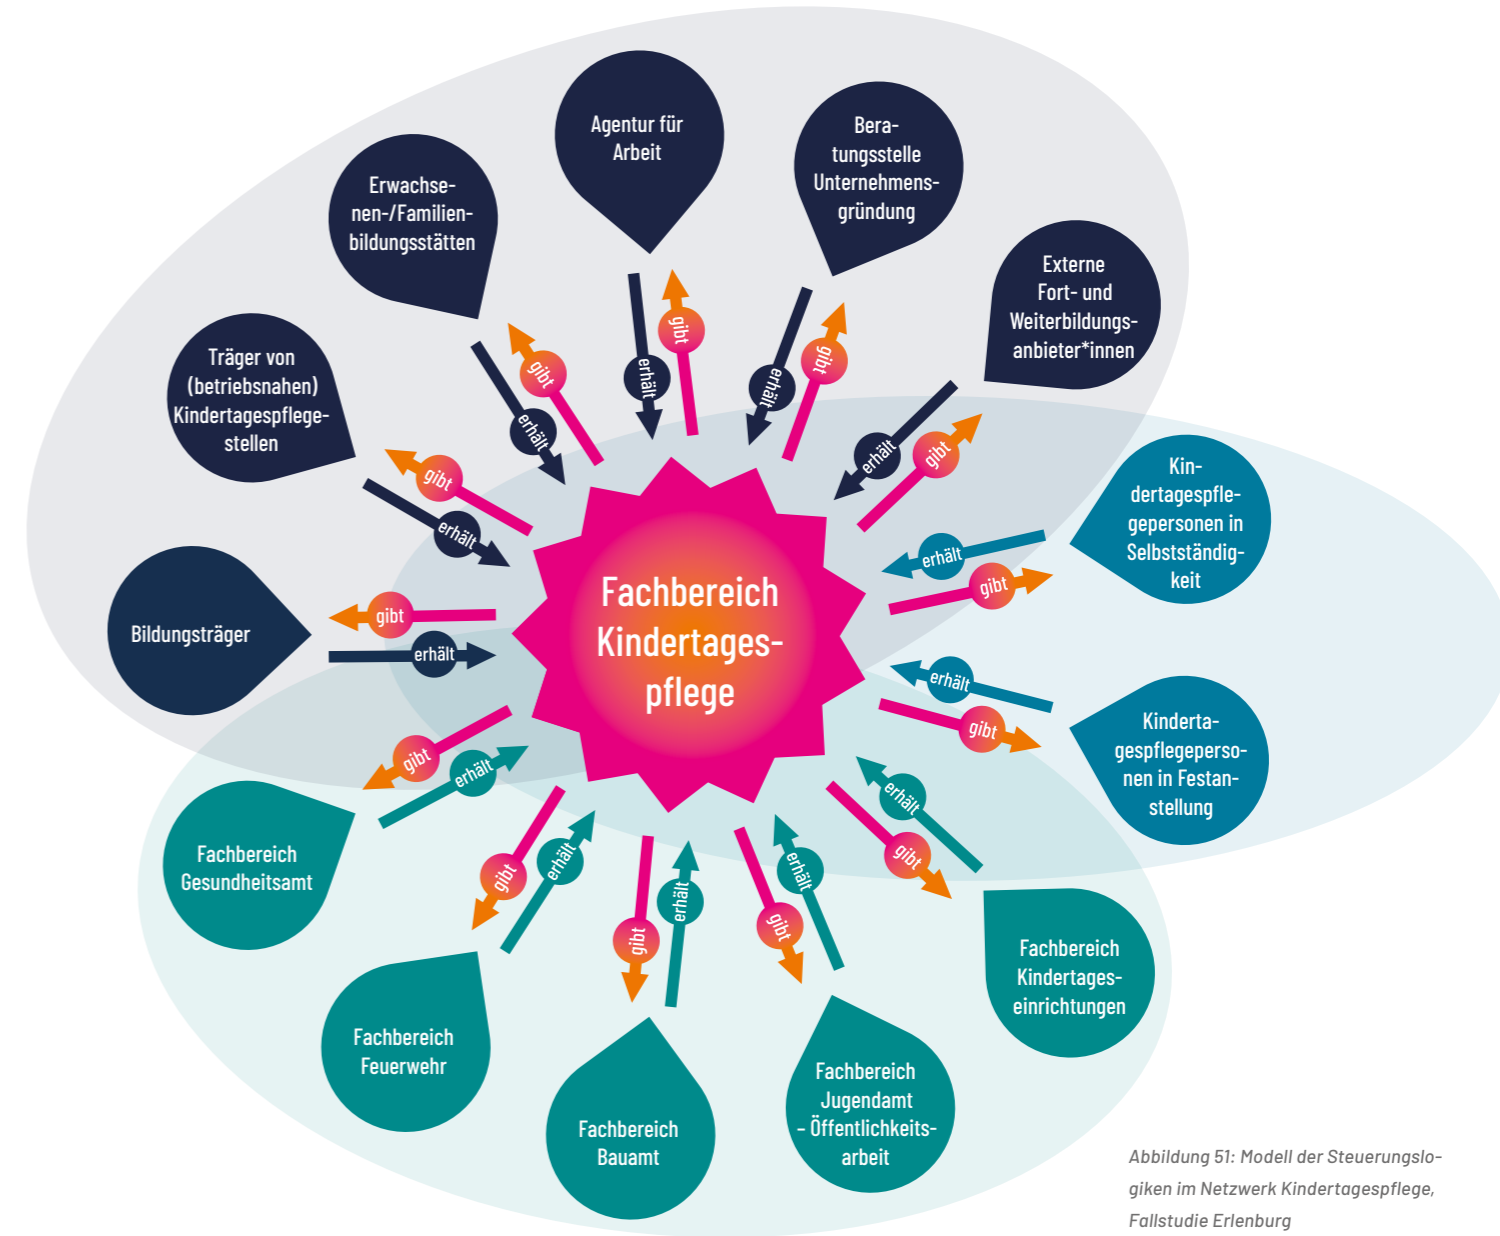 Agentur für
Arbeit
Bera-
tungsstelle
Unternehmens-
gründung
Erwachse-
nen-/Familien-
bildungsstätten
Externe
Fort- und
Weiterbildungs-
anbieter*innen
Träger von
(betriebsnahen)
Kindertagespflege-
stellen
Kin-
dertagespfle-
gepersonen in
Selbstständig-
keit
Bildungsträger
Fachbereich
Kindertages-
pflege
Kinderta-
gespflegeperso-
nen in Festan-
stellung
Fachbereich
Gesundheitsamt
Fachbereich
Feuerwehr
Fachbereich
Bauamt
Fachbereich
Jugendamt
– Öffentlichkeits-
arbeit
Fachbereich
Kindertages-
einrichtungen
erhält
gibt
erhält
gibt
erhält
gibt
erhält
gibt
erhält
gibt
erhält
gibt
erhält
gibt
erhält
gibt
erhält
gibt
erhält
gibt
erhält
gibt
erhält
gibt
erhält
gibt
Abbildung 51: Modell der Steuerungslo-
giken im Netzwerk Kindertagespflege,
Fallstudie Erlenburg